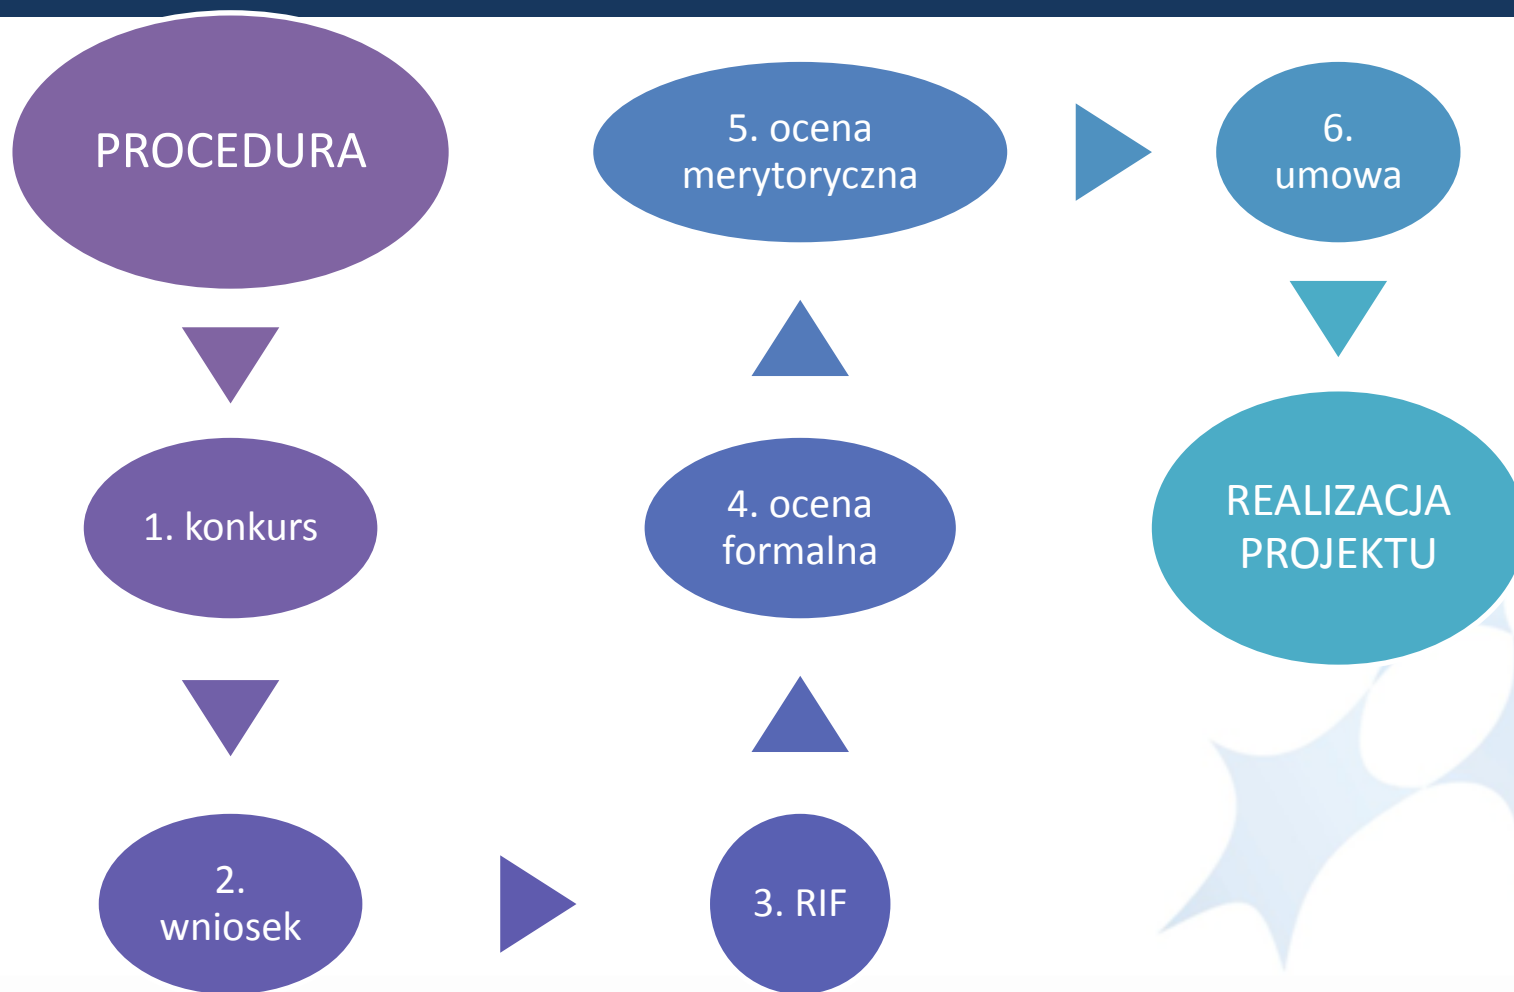 PROCEDURA
1. konkurs
2.
wniosek
3. RIF
4. ocena
formalna
5. ocena
merytoryczna
6.
umowa
REALIZACJA
PROJEKTU